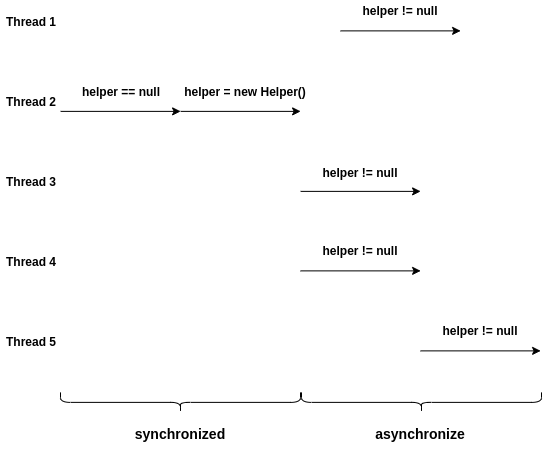 Thread 1
helper != null
Thread 2
helper == null
helper = new Helper()
Thread 3
helper != null
Thread 4
helper != null
Thread 5
helper != null
synchronized
asynchronize